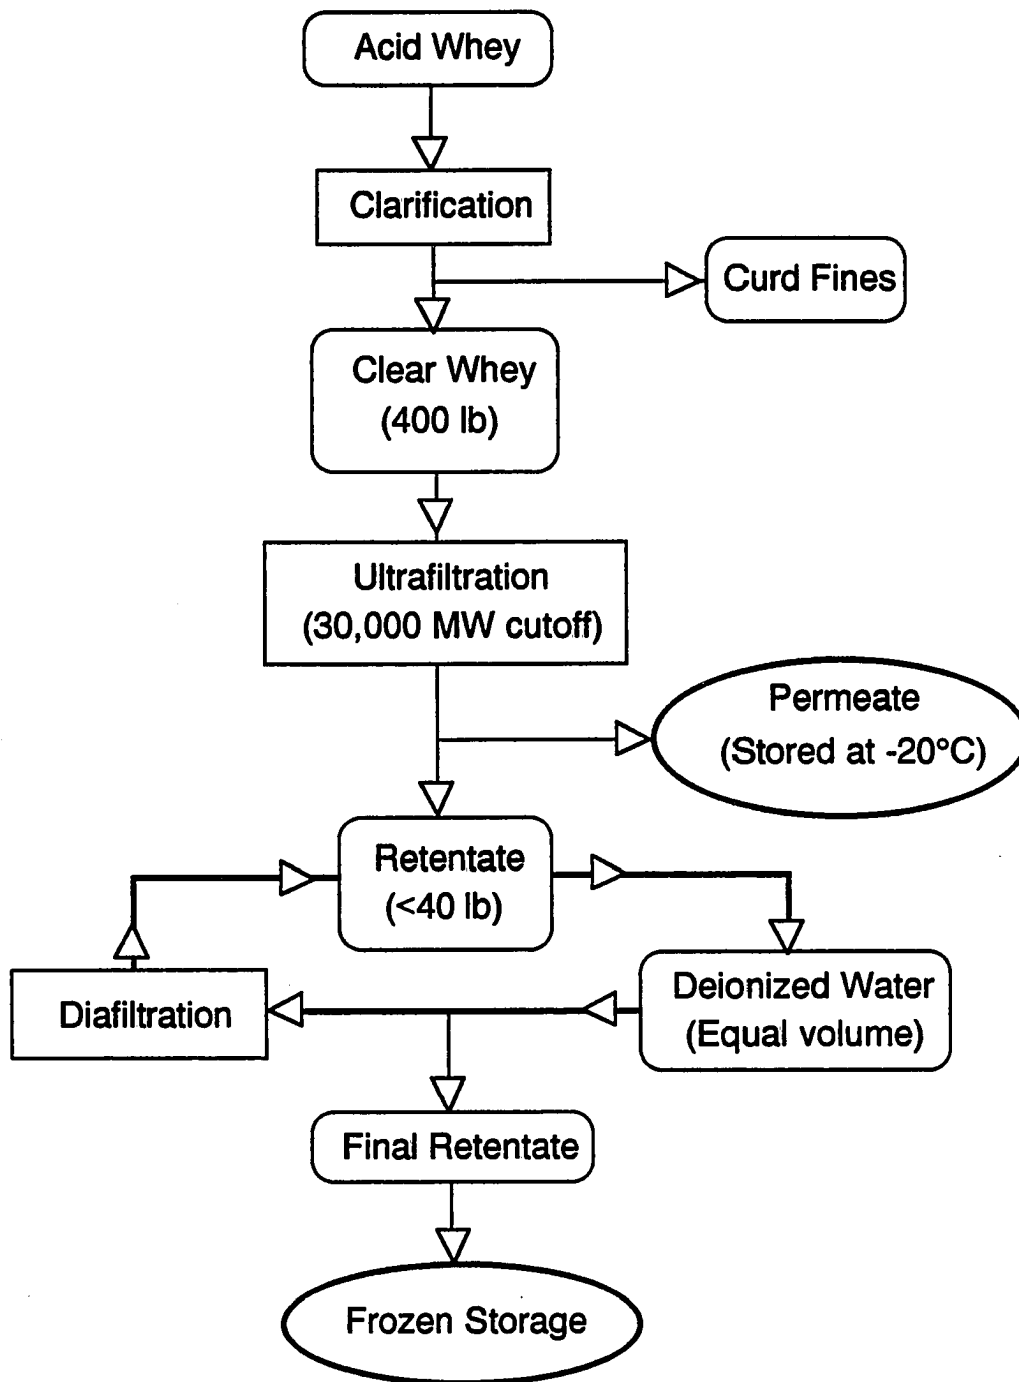 Acid Whey
Clarification
Curd Fines
Clear Whey
(400 lb)
Ultrafiltration
(30,000 MW cutoff)
Permeate
(Stored at -20°C)
Retentate
(<40 lb)
Deionized Water
(Equal volume)
Diafiltration
Final Retentate
Frozen Storage